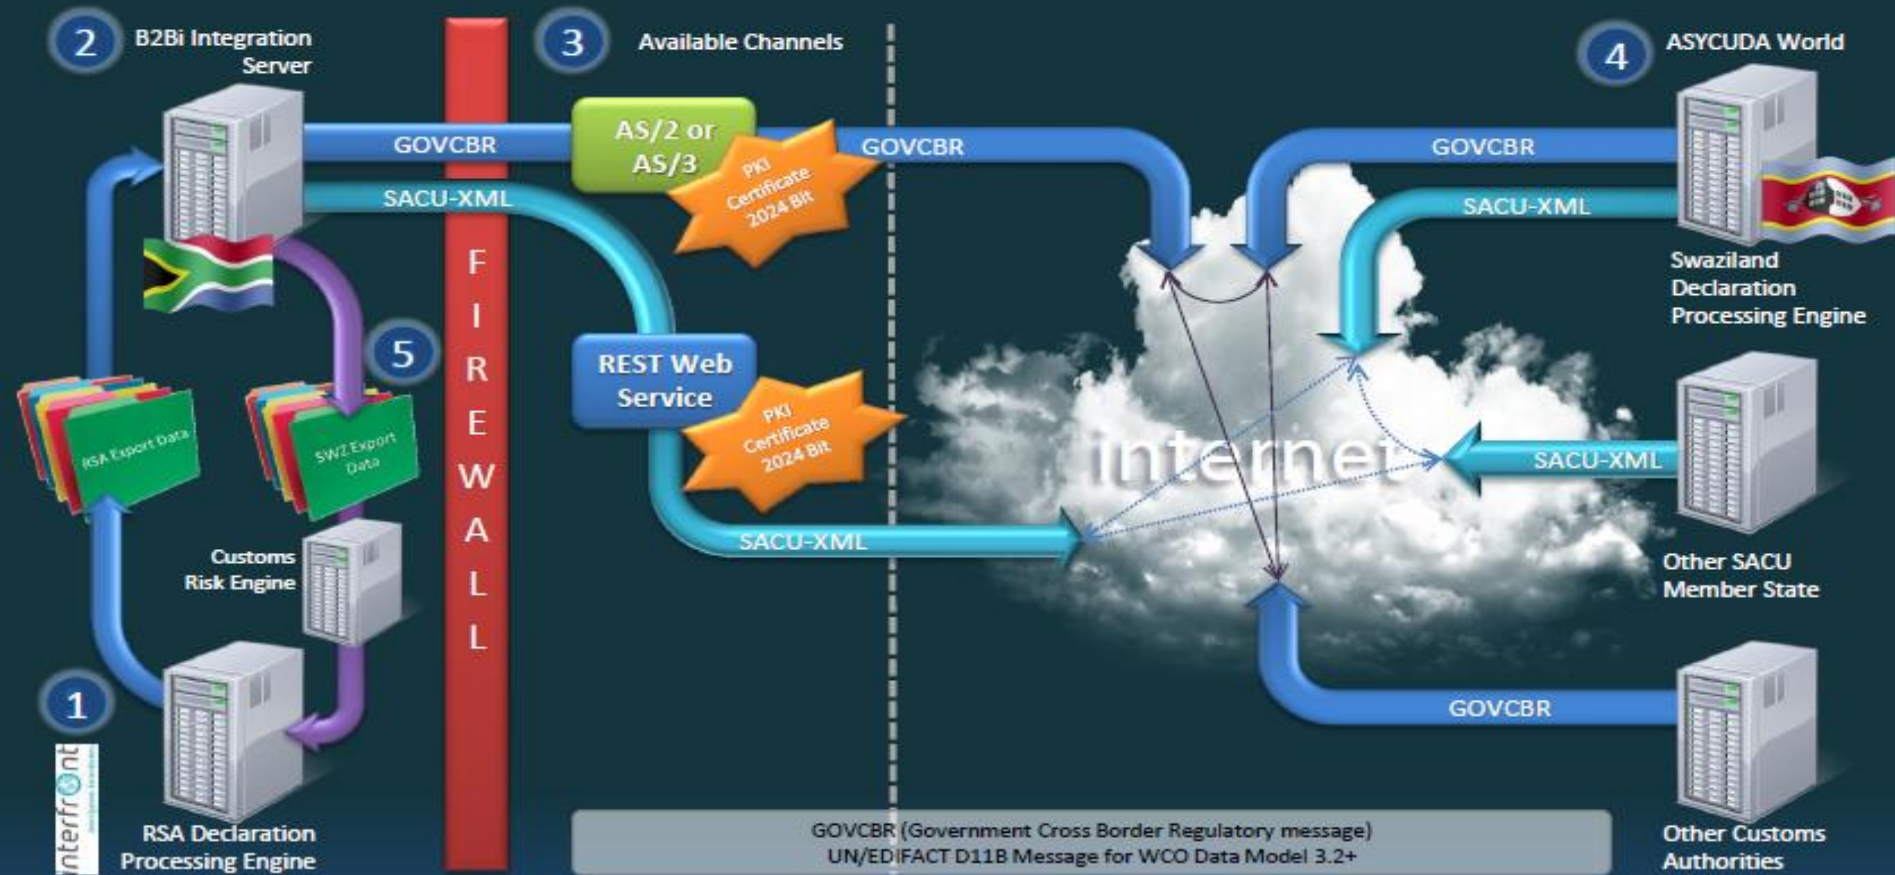 2
B2Bi Integration
Server
3
Available Channels
4
ASYCUDA World
GOVCBR
AS/2 or
AS/3
PKI
Certificate
2024 Bit
GOVCBR
GOVCBR
SACU-XML
SACU-XML
FIREWALL
Swaziland
Declaration
Processing Engine
5
REST Web
Service
PKI
Certificate
2024 Bit
RSA Export Data
SWZ Export
Data
internet
SACU-XML
SACU-XML
Customs
Risk Engine
Other SACU
Member State
1
interfr nt
GOVCBR
RSA Declaration
Processing Engine
GOVCBR (Government Cross Border Regulatory message)
UN/EDIFACT D11B Message for WCO Data Model 3.2+
Other Customs
Authorities